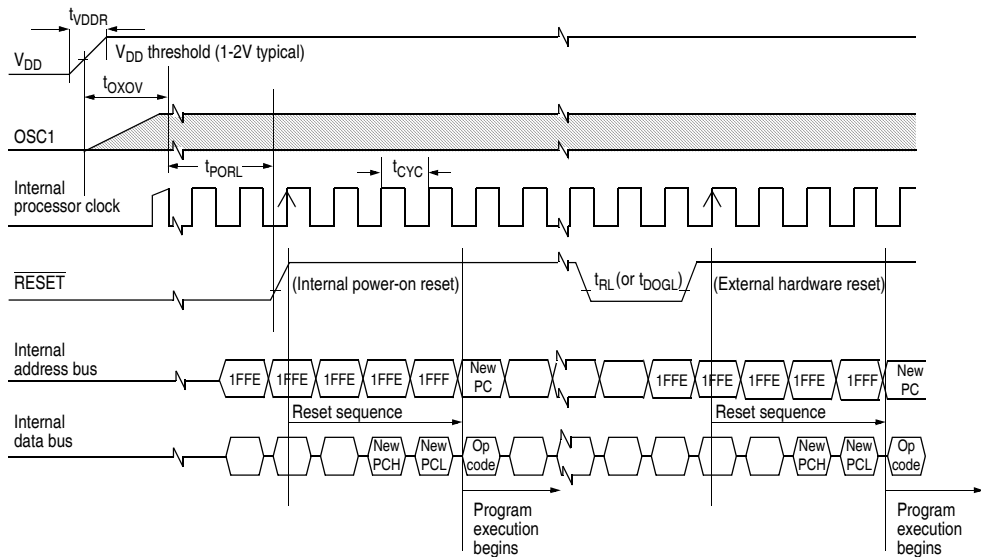 tVDDR
VDD
VDD threshold (1-2V typical)
tOXOV
OSC1
tPORL
tCYC
Internal
processor clock
RESET
(Internal power-on reset)
tRL (or tDOGL)
(External hardware reset)
Internal
address bus
1FFE 1FFE 1FFE 1FFE 1FFF New PC 1FFE 1FFE 1FFE 1FFE 1FFF New PC
Reset sequence
Reset sequence
Internal
data bus
New PCH New PCL Op code New PCH New PCL Op code
Program
execution
begins
Program
execution
begins